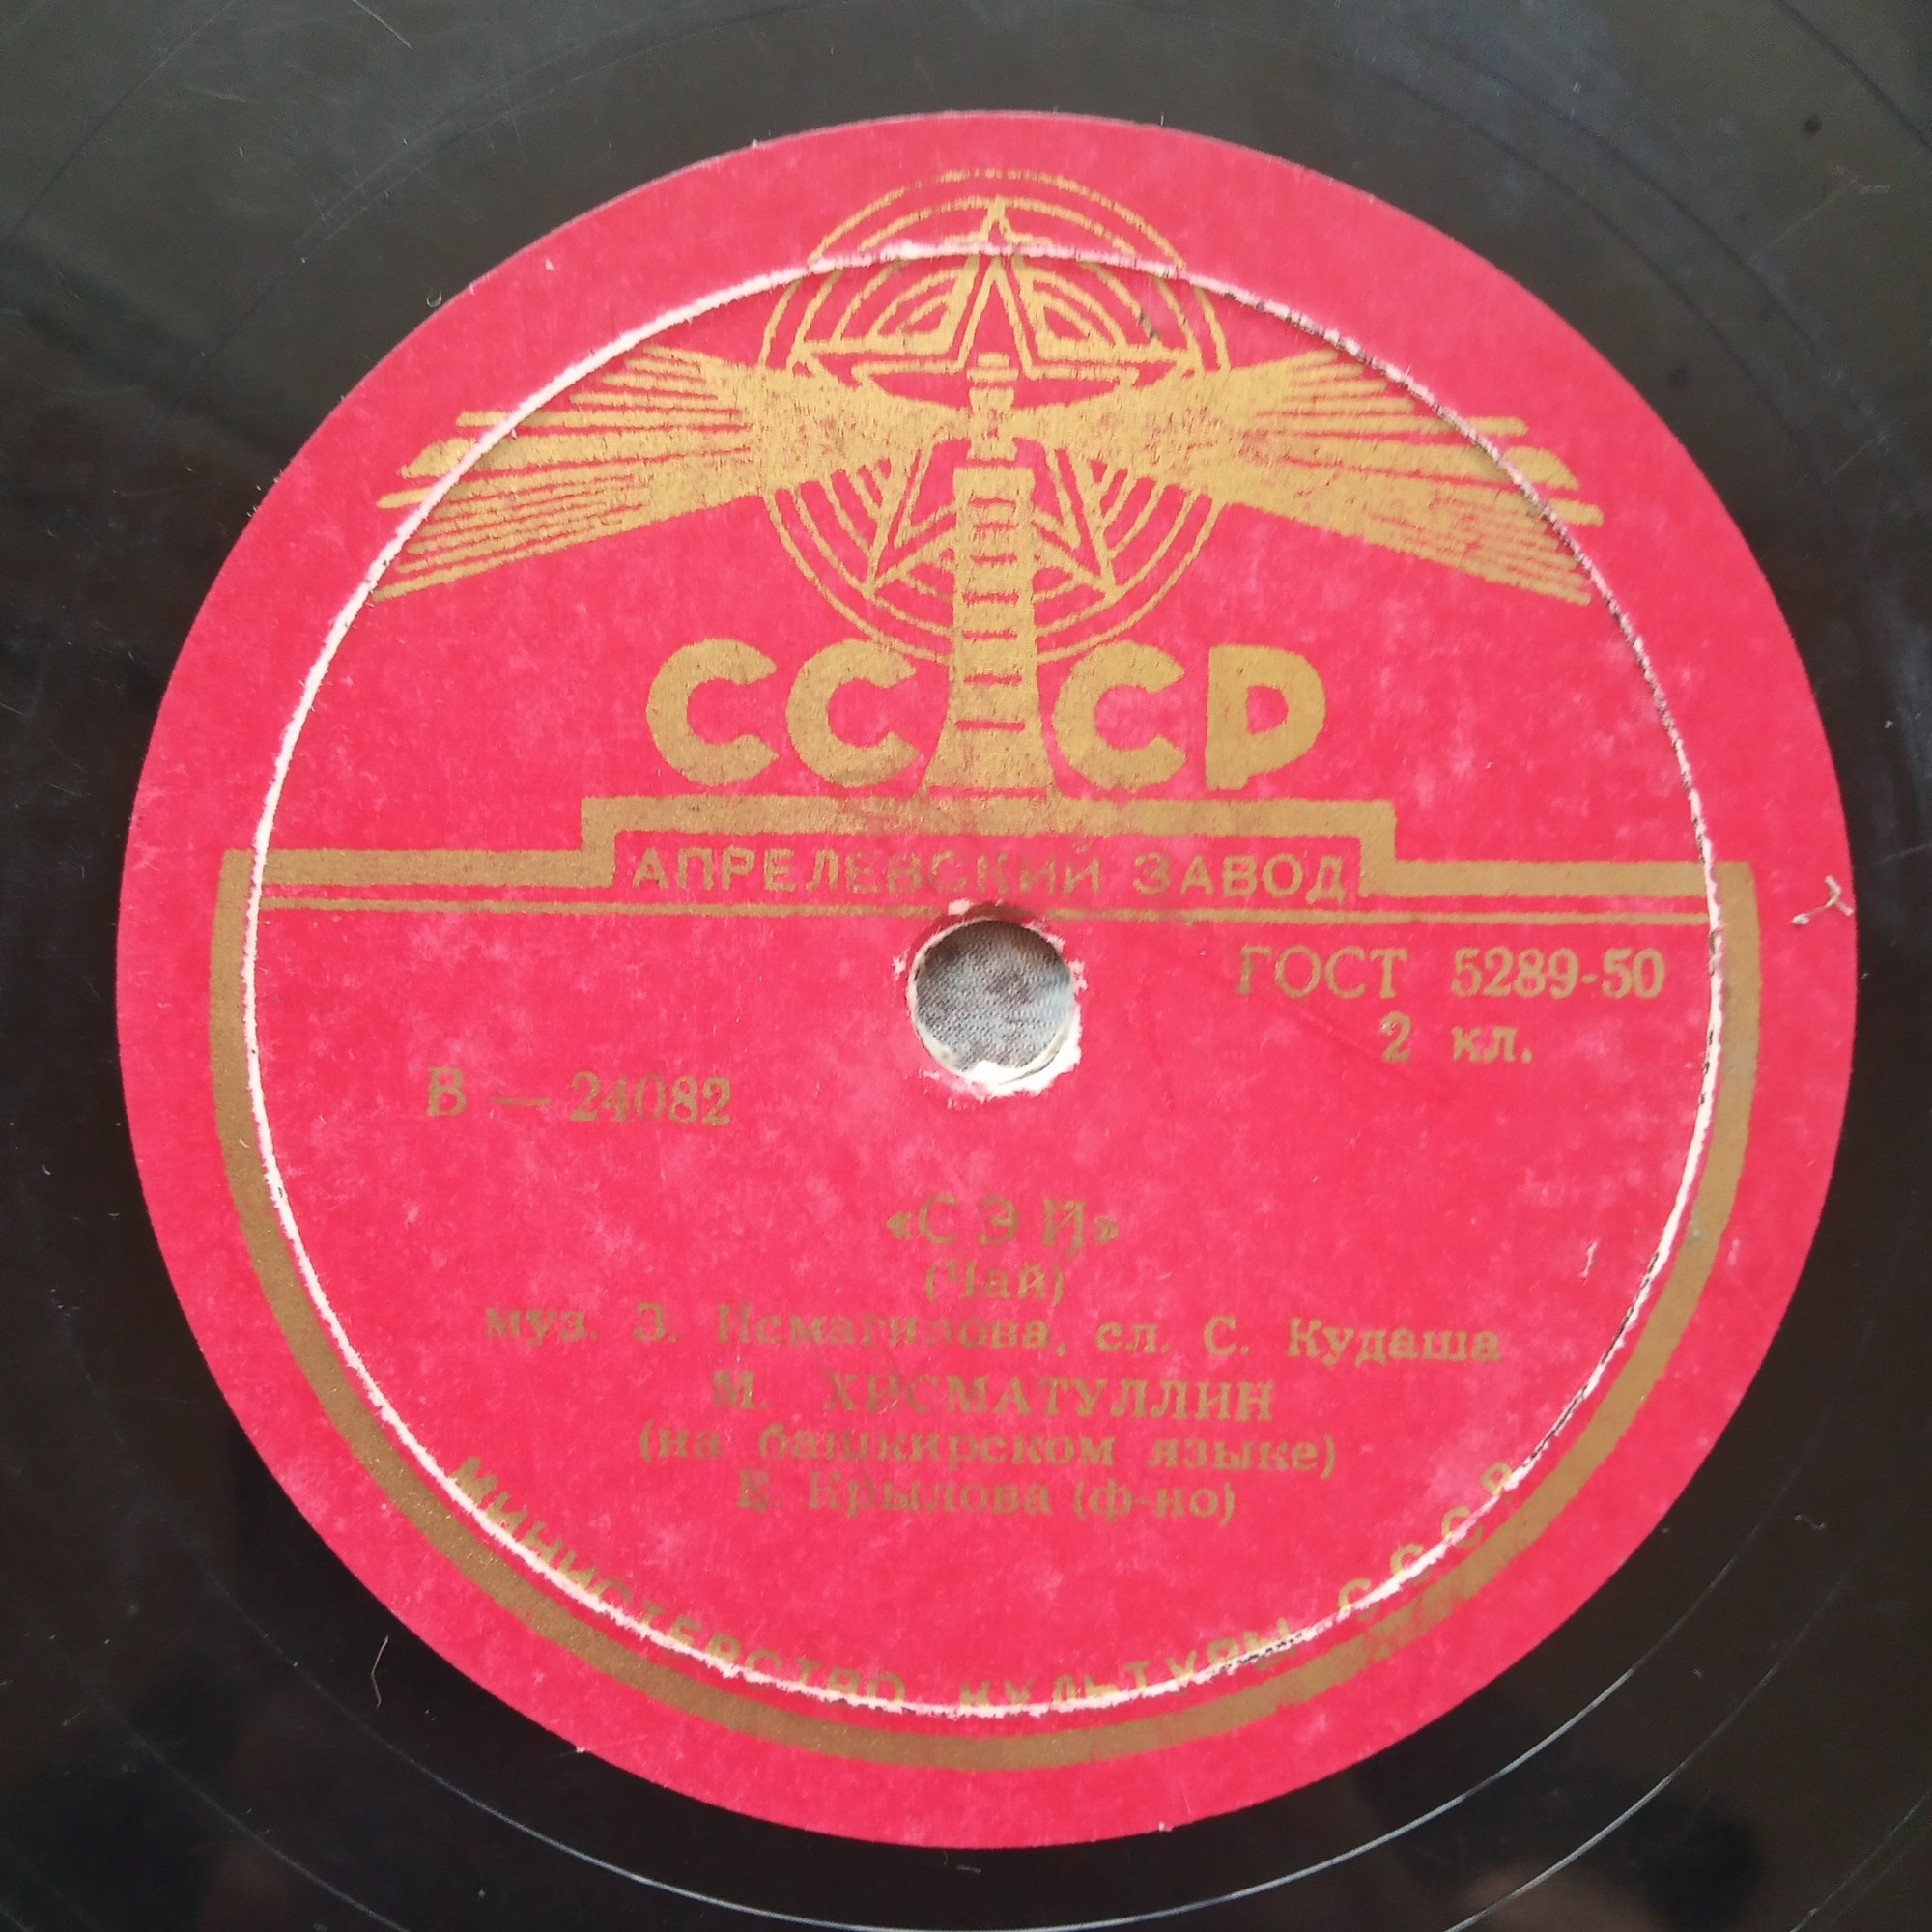 СССР
АПРЕЛЕВСКИЙ ЗАВОД
ГОСТ 5289-50
2 кл.
В — 24082
«СЭЙ»
(Чай)
муз. З. Исмагилова, сл. С. Кудаша
М. ХИСМАТУЛЛИН
(на башкирском языке)
Е. Крылова (ф-но)
МИНИСТЕРСТВО КУЛЬТУРЫ СССР